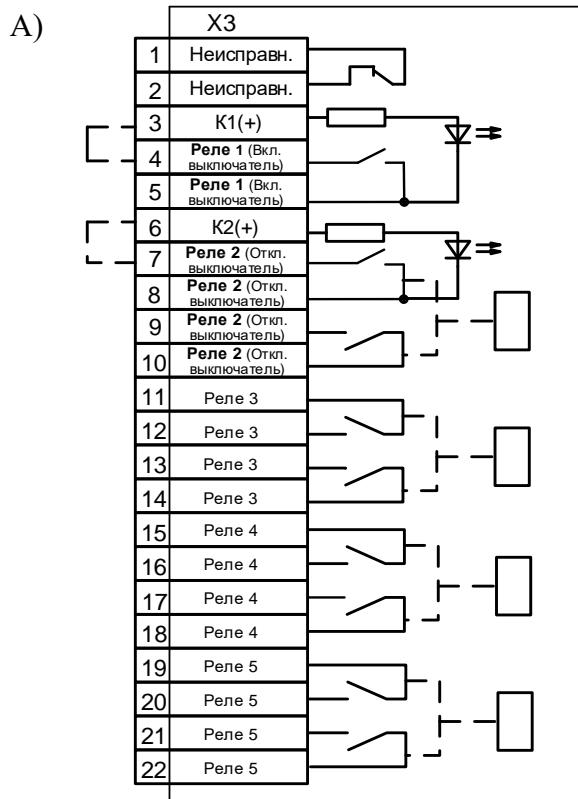 А)
X3
1 Неисправн.
2 Неисправн.
3 К1(+)
4 Реле 1 (Вкл.
выключатель)
5 Реле 1 (Вкл.
выключатель)
6 К2(+)
7 Реле 2 (Откл.
выключатель)
8 Реле 2 (Откл.
выключатель)
9 Реле 2 (Откл.
выключатель)
10 Реле 2 (Откл.
выключатель)
11 Реле 3
12 Реле 3
13 Реле 3
14 Реле 3
15 Реле 4
16 Реле 4
17 Реле 4
18 Реле 4
19 Реле 5
20 Реле 5
21 Реле 5
22 Реле 5